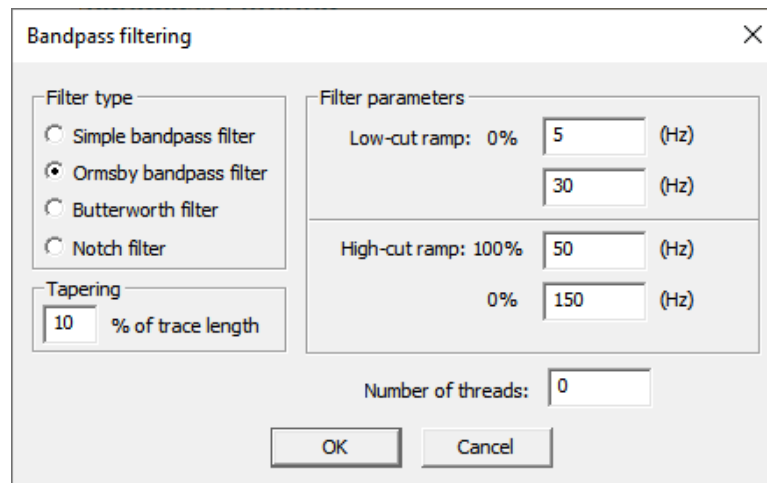 Bandpass filtering
Filter type
Simple bandpass filter
Ormsby bandpass filter
Butterworth filter
Notch filter
Tapering
10 % of trace length
Filter parameters
Low-cut ramp: 0% 5 (Hz)
30 (Hz)
High-cut ramp: 100% 50 (Hz)
0% 150 (Hz)
Number of threads: 0
OK Cancel